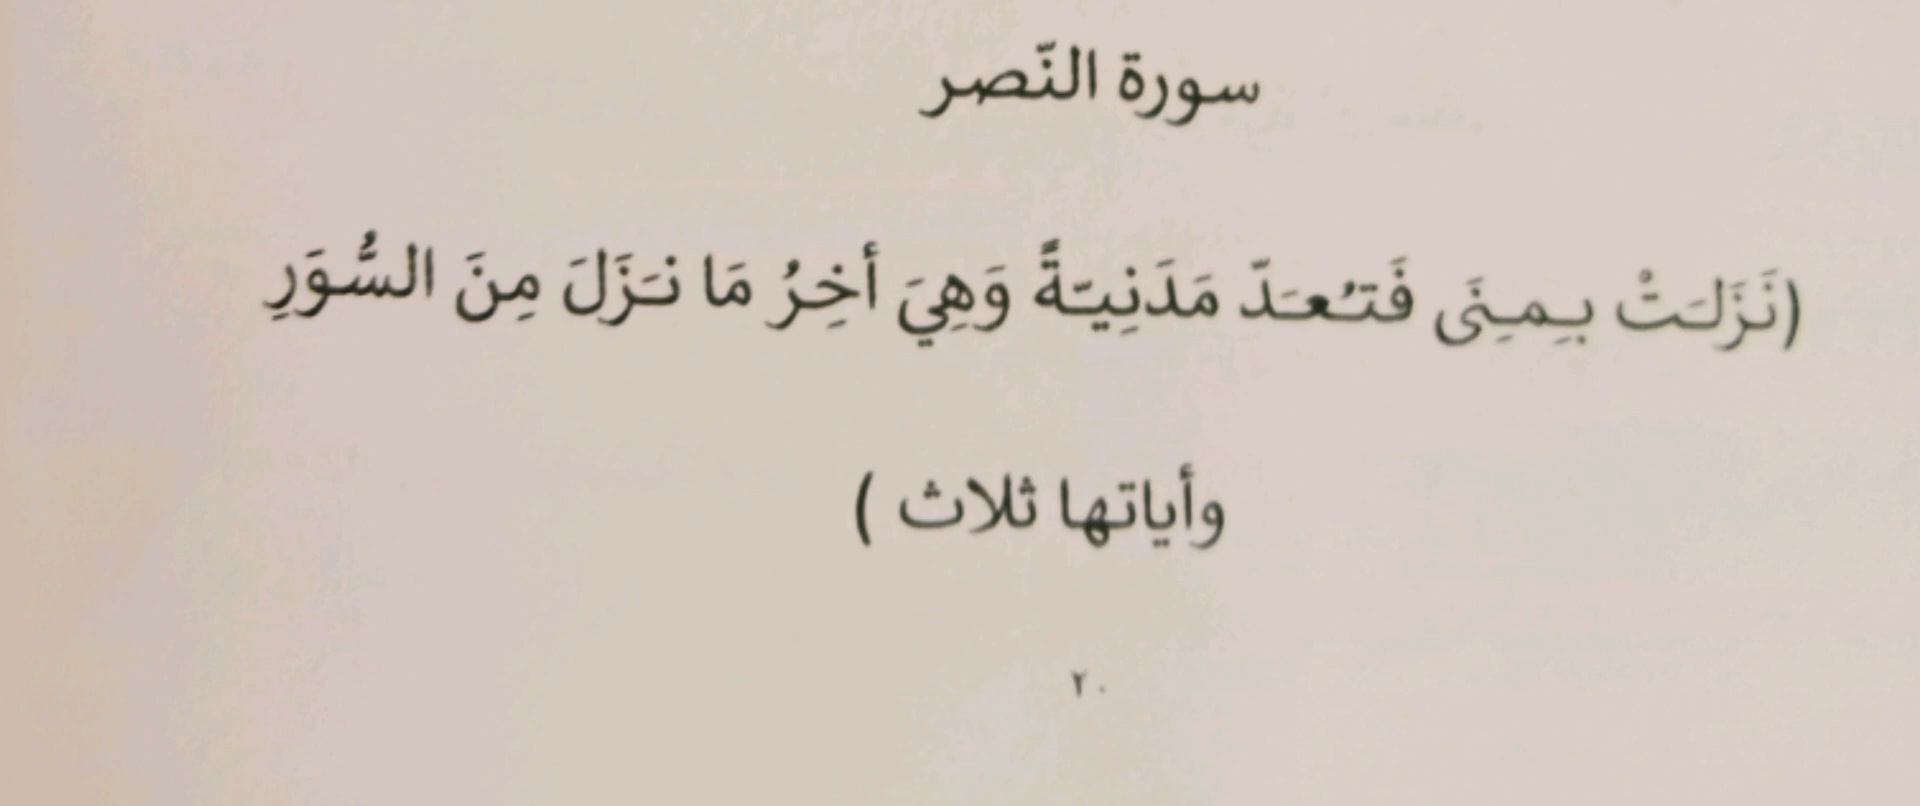 سورة النّصر
(نَزَلَتْ بِمِنَى فَتُعَدّ مَدَنِيّةً وَهِيَ أخِرُ مَا نَزَلَ مِنَ السُّوَرِ
وأياتها ثلاث )
٢٠